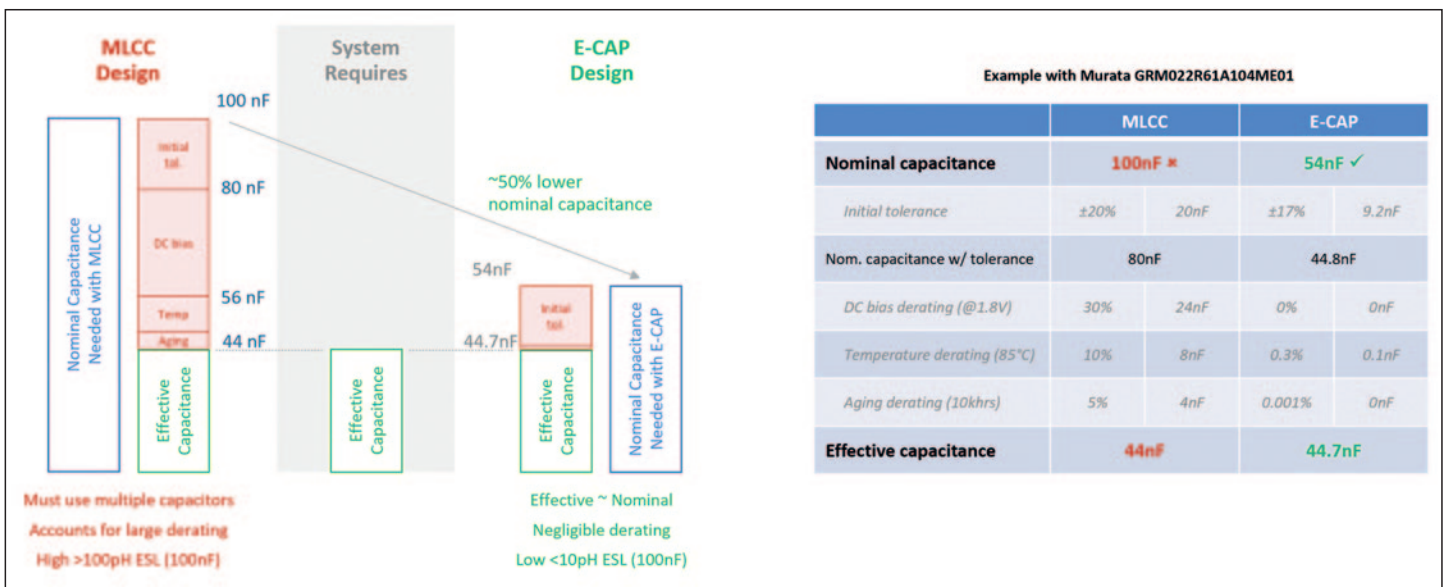 MLCC
Design
System
Requires
E-CAP
Design
100 nF
Initial
tol.
80 nF
DC bias
56 nF
Temp
Aging
44 nF
Nominal Capacitance
Needed with MLCC
Effective
Capacitance
Effective
Capacitance
~50% lower
nominal capacitance
54nF
Initial
tol.
44.7nF
Effective
Capacitance
Nominal Capacitance
Needed with E-CAP
Must use multiple capacitors
Accounts for large derating
High >100pH ESL (100nF)
Effective ~ Nominal
Negligible derating
Low <10pH ESL (100nF)
Example with Murata GRM022R61A104ME01
MLCC E-CAP
Nominal capacitance 100nF × 54nF ✓
Initial tolerance ±20% 20nF ±17% 9.2nF
Nom. capacitance w/ tolerance 80nF 44.8nF
DC bias derating (@1.8V) 30% 24nF 0% 0nF
Temperature derating (85°C) 10% 8nF 0.3% 0.1nF
Aging derating (10khrs) 5% 4nF 0.001% 0nF
Effective capacitance 44nF 44.7nF